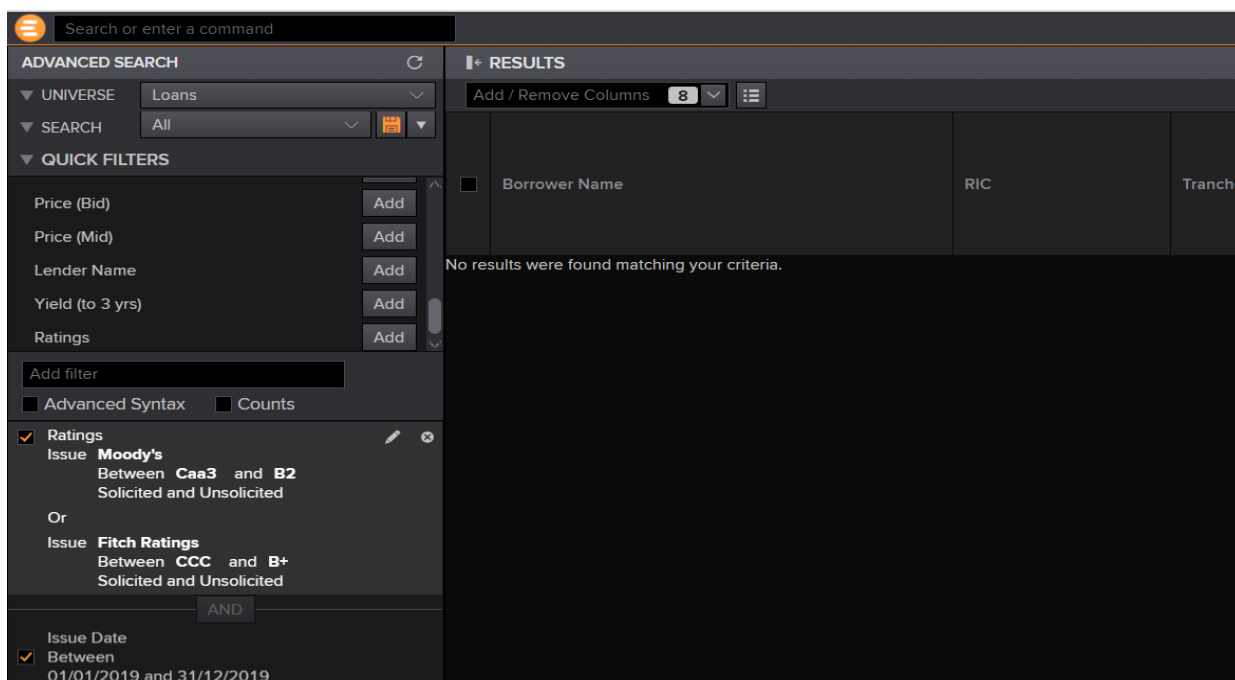 Search or enter a command
ADVANCED SEARCH
RESULTS
UNIVERSE Loans
Add / Remove Columns 8
SEARCH All
QUICK FILTERS
Borrower Name RIC Tranch
Price (Bid) Add
Price (Mid) Add
Lender Name Add
Yield (to 3 yrs) Add
Ratings Add
No results were found matching your criteria.
Add filter
Advanced Syntax Counts
Ratings
Issue Moody's
Between Caa3 and B2
Solicited and Unsolicited
Or
Issue Fitch Ratings
Between CCC and B+
Solicited and Unsolicited
AND
Issue Date
Between
01/01/2019 and 31/12/2019